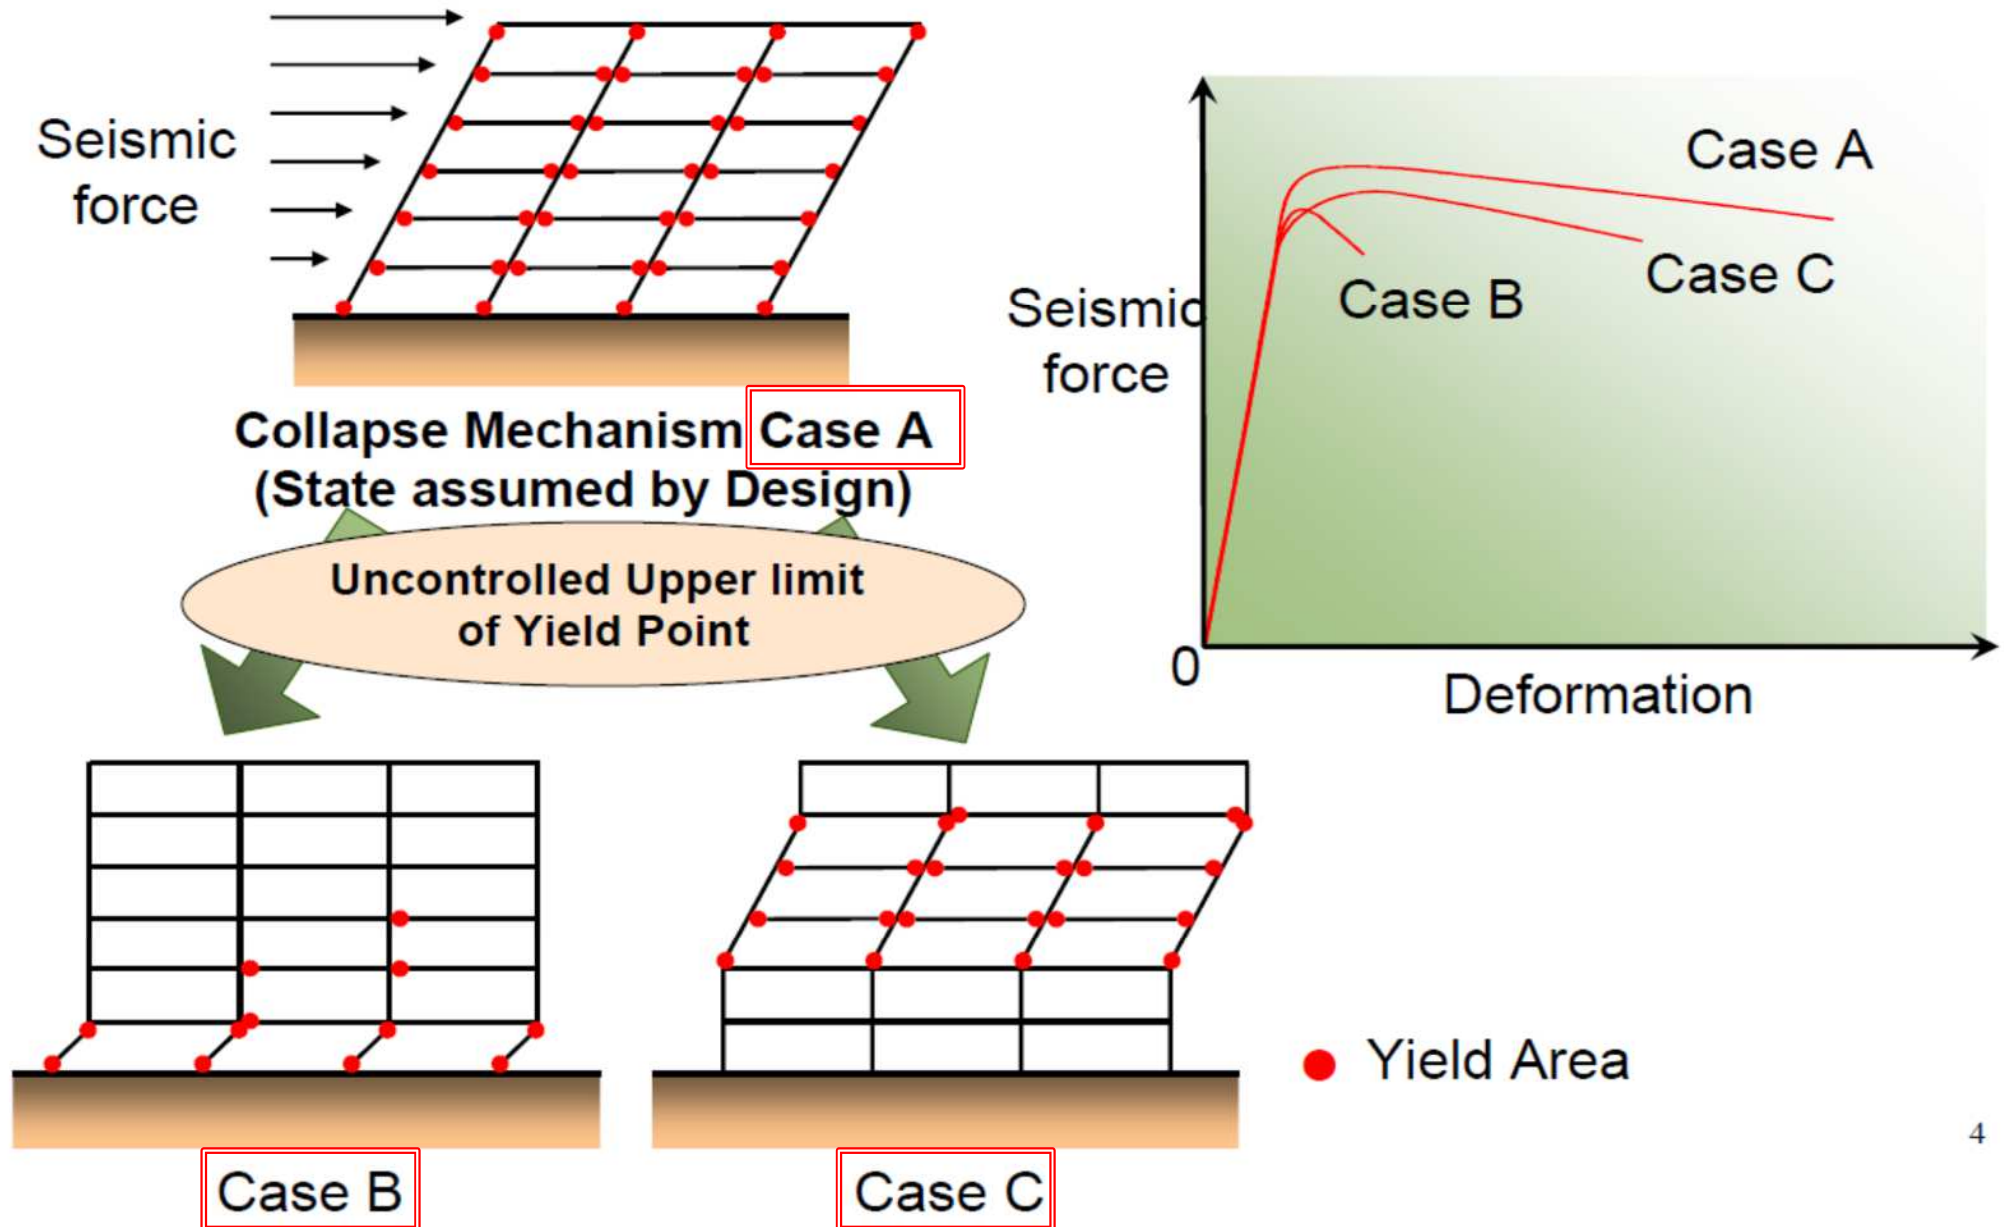 Seismic
force
Collapse Mechanism Case A
(State assumed by Design)
Uncontrolled Upper limit
of Yield Point
Case B
Case C
Seismic
force
Case A
Case C
Case B
0
Deformation
Yield Area
4